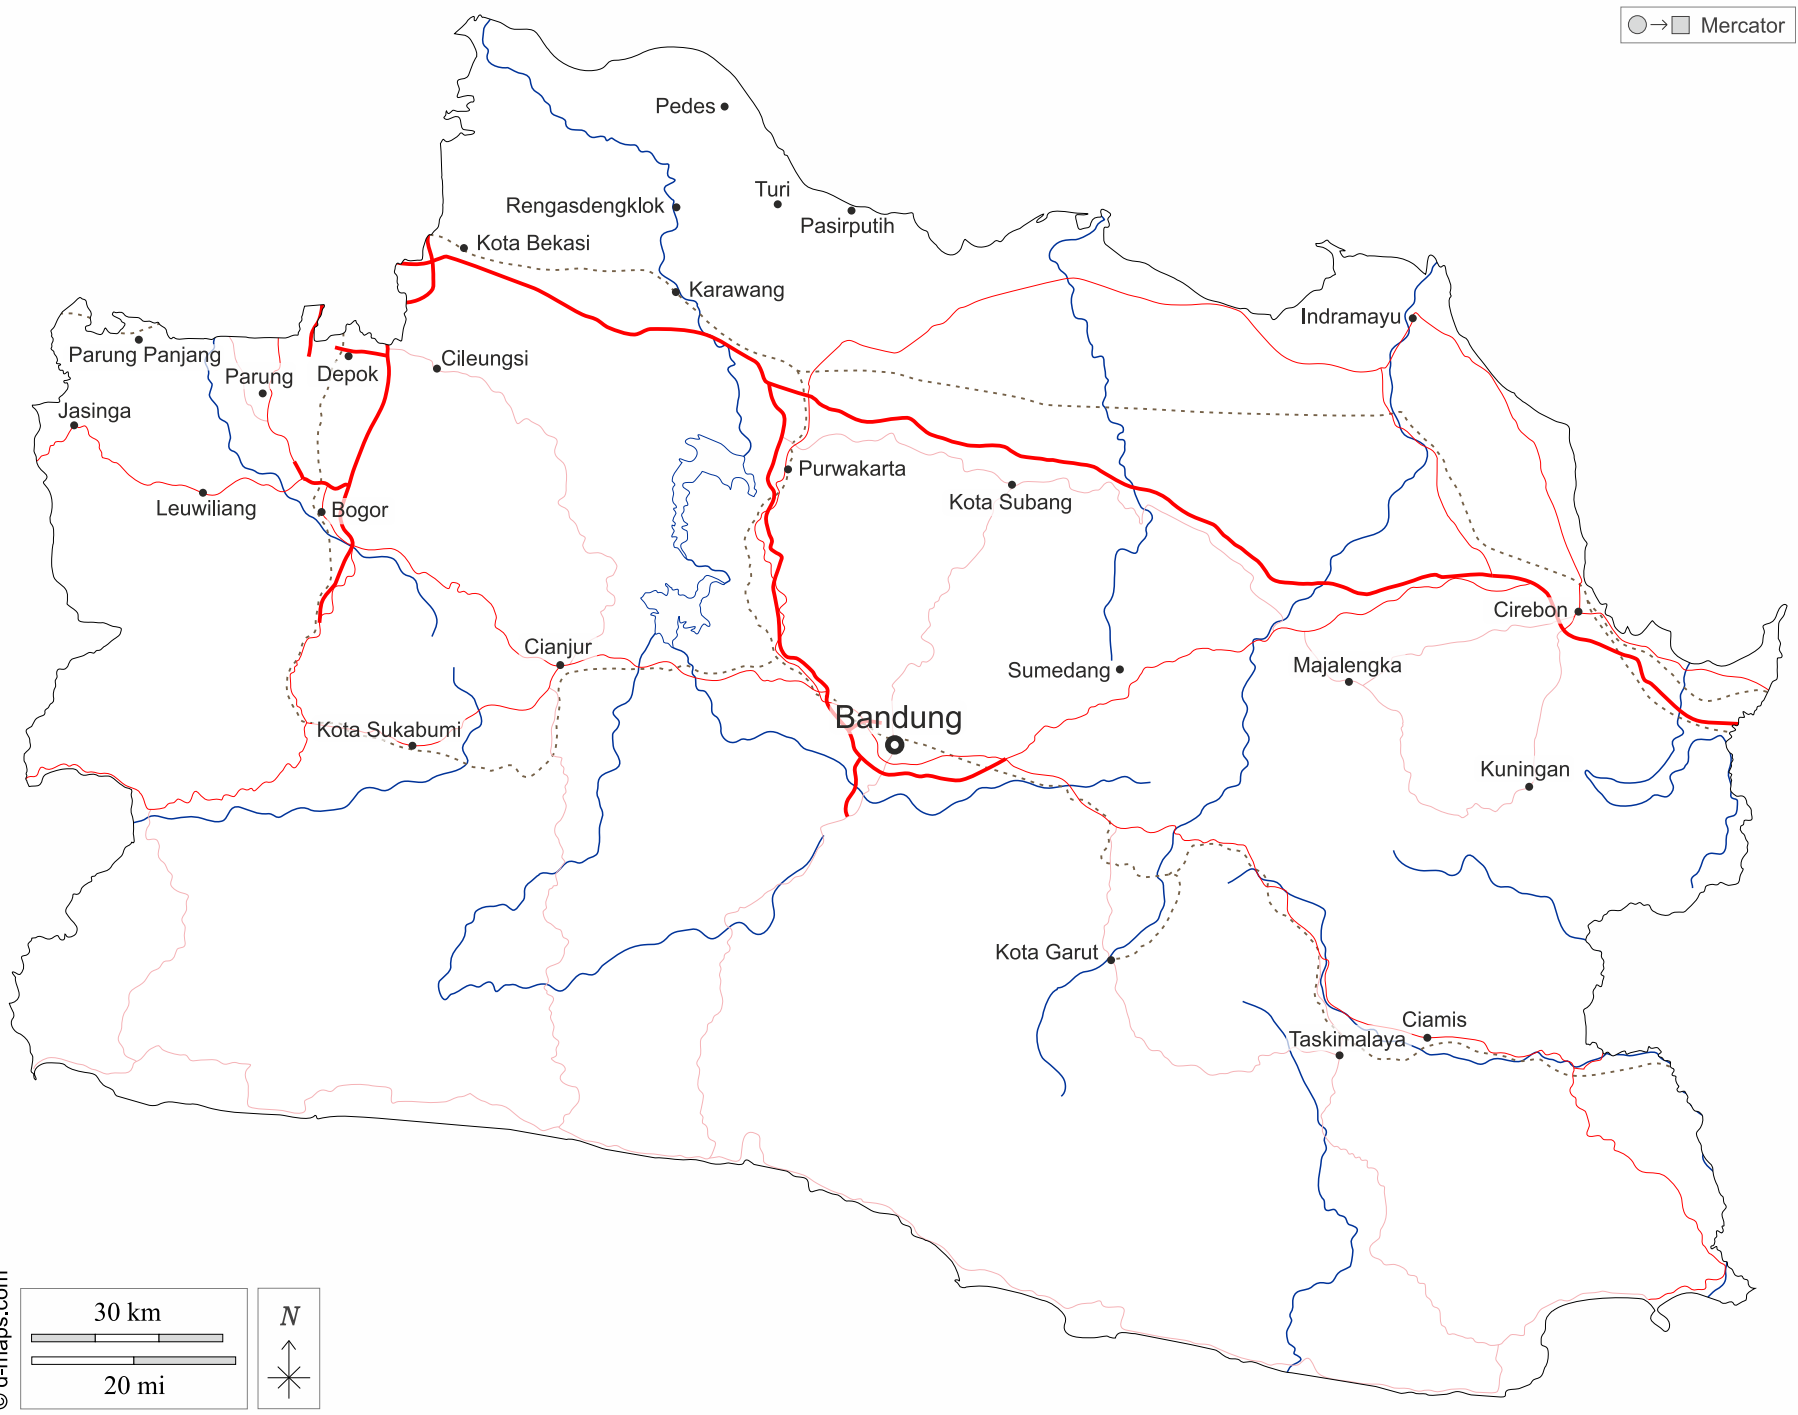 Mercator
Pedes
Turi
Rengasdengklok
Pasirputih
Kota Bekasi
Karawang
Indramayu
Parung Panjang
Cileungsi
Parung
Depok
Jasinga
Purwakarta
Leuwiliang
Bogor
Kota Subang
Cirebon
Cianjur
Sumedang
Majalengka
Kota Sukabumi
Bandung
Kuningan
Kota Garut
Ciamis
Taskimalaya
30 km
20 mi
N
© d-maps.com